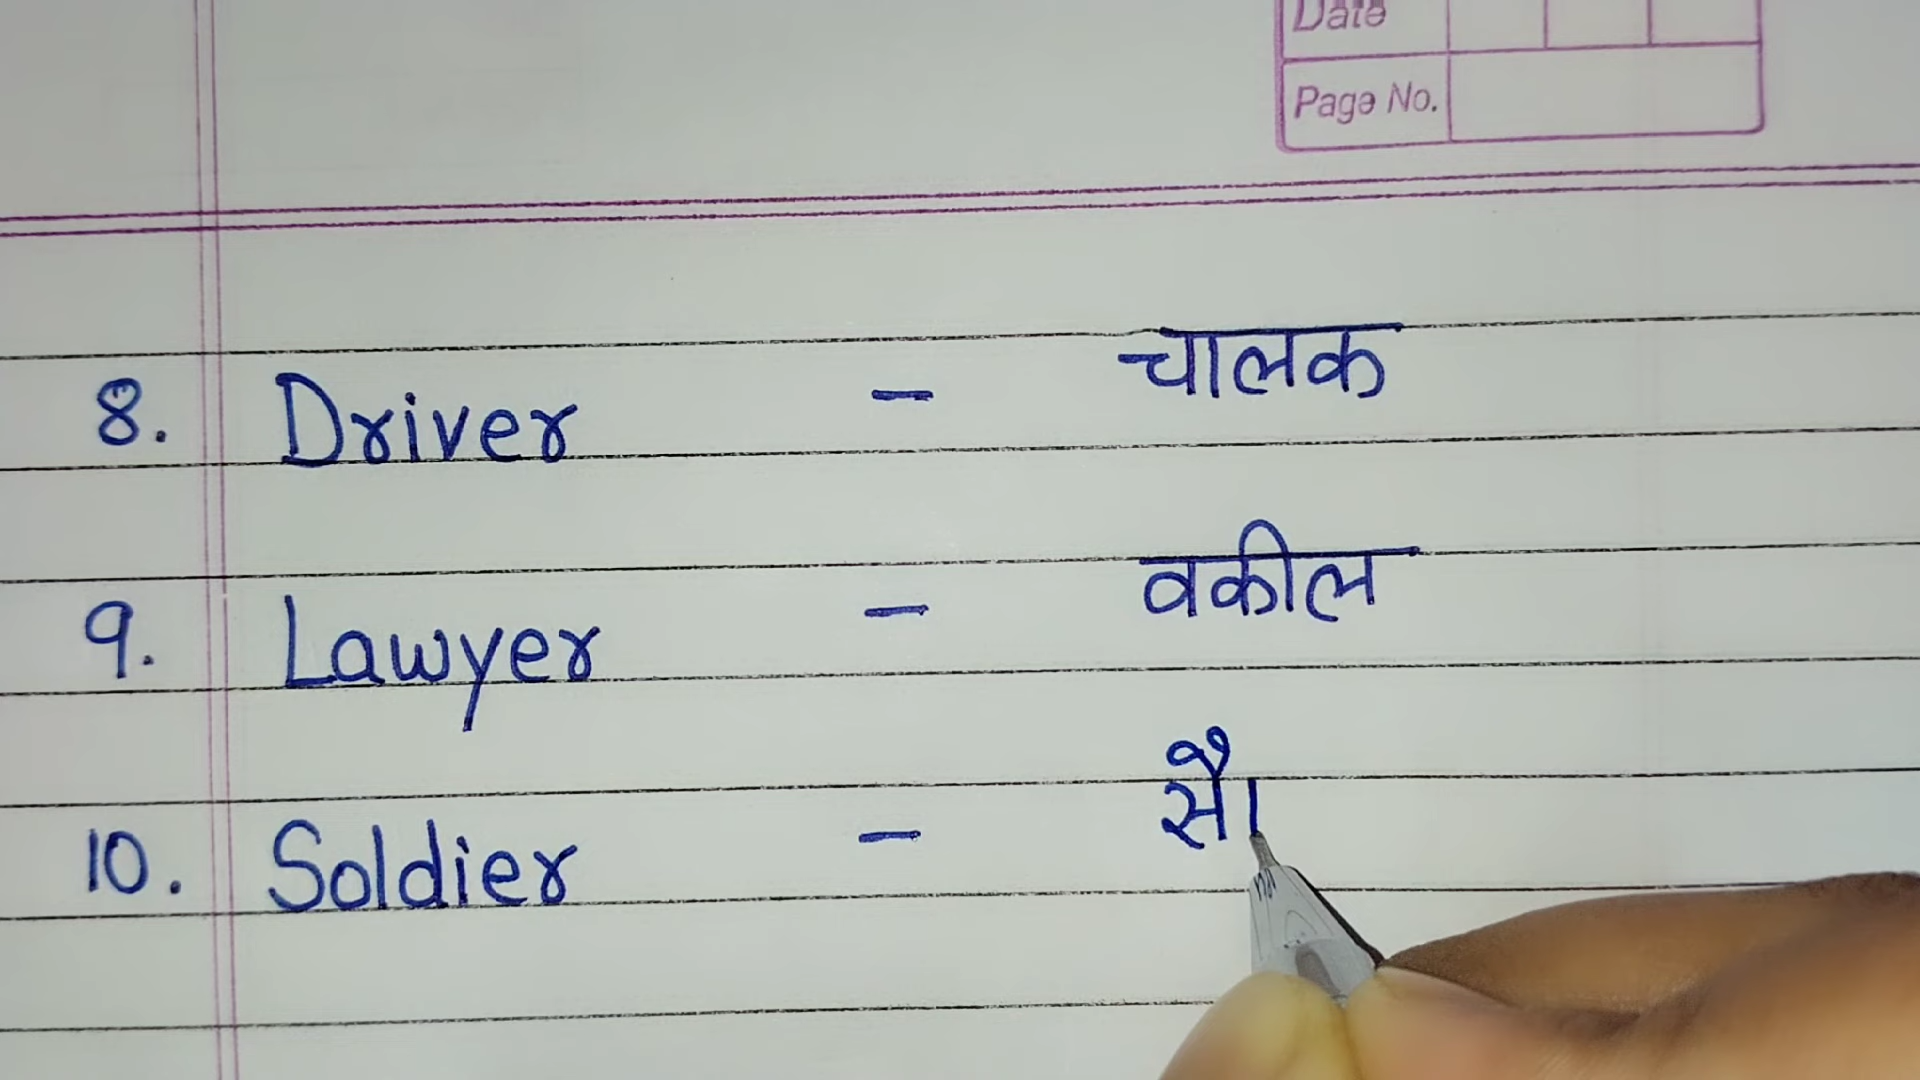 Date
Page No.
8. Driver - चालक
9. Lawyer - वकील
10. Soldier - सै